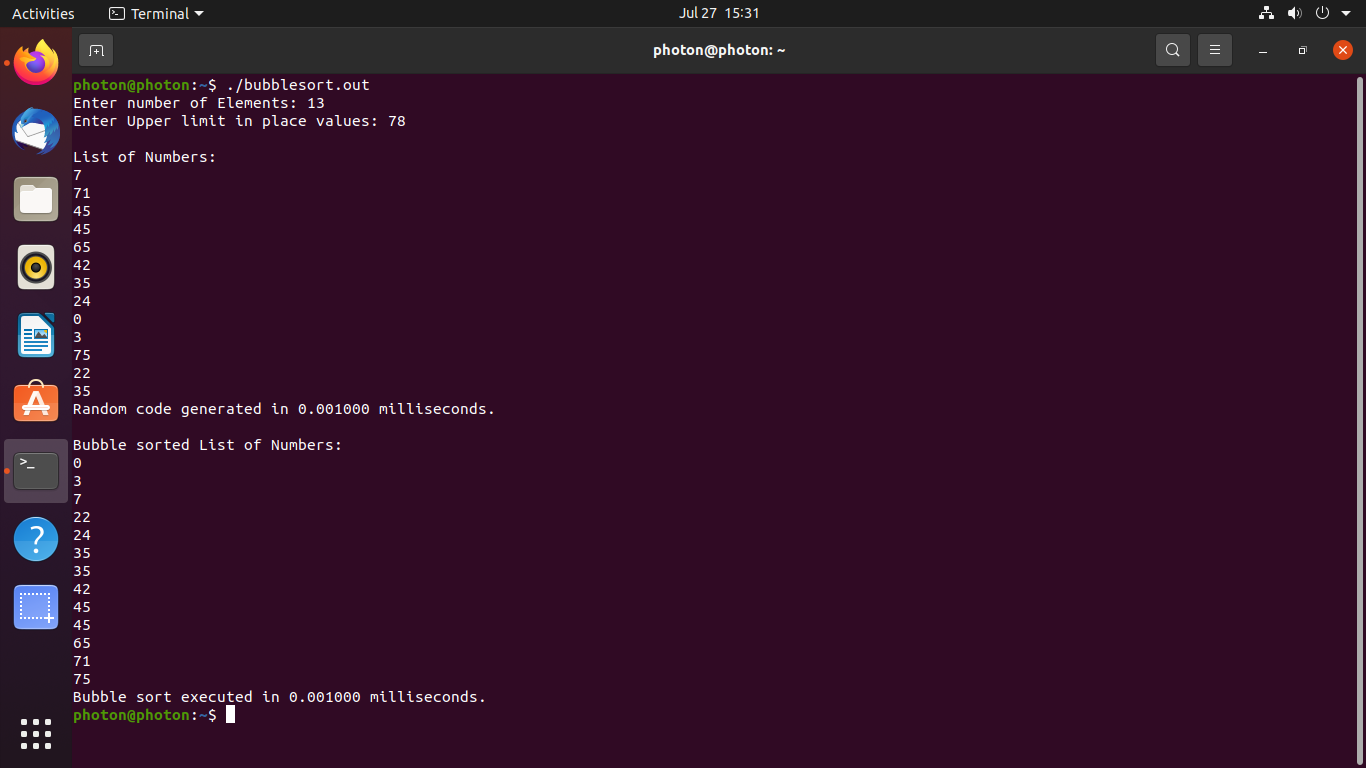 Activities
Terminal
Jul 27 15:31
photon@photon: ~
photon@photon:~$ ./bubblesort.out
Enter number of Elements: 13
Enter Upper limit in place values: 78
List of Numbers:
7
71
45
45
65
42
35
24
0
3
75
22
35
Random code generated in 0.001000 milliseconds.
Bubble sorted List of Numbers:
0
3
7
22
24
35
35
42
45
45
65
71
75
Bubble sort executed in 0.001000 milliseconds.
photon@photon:~$